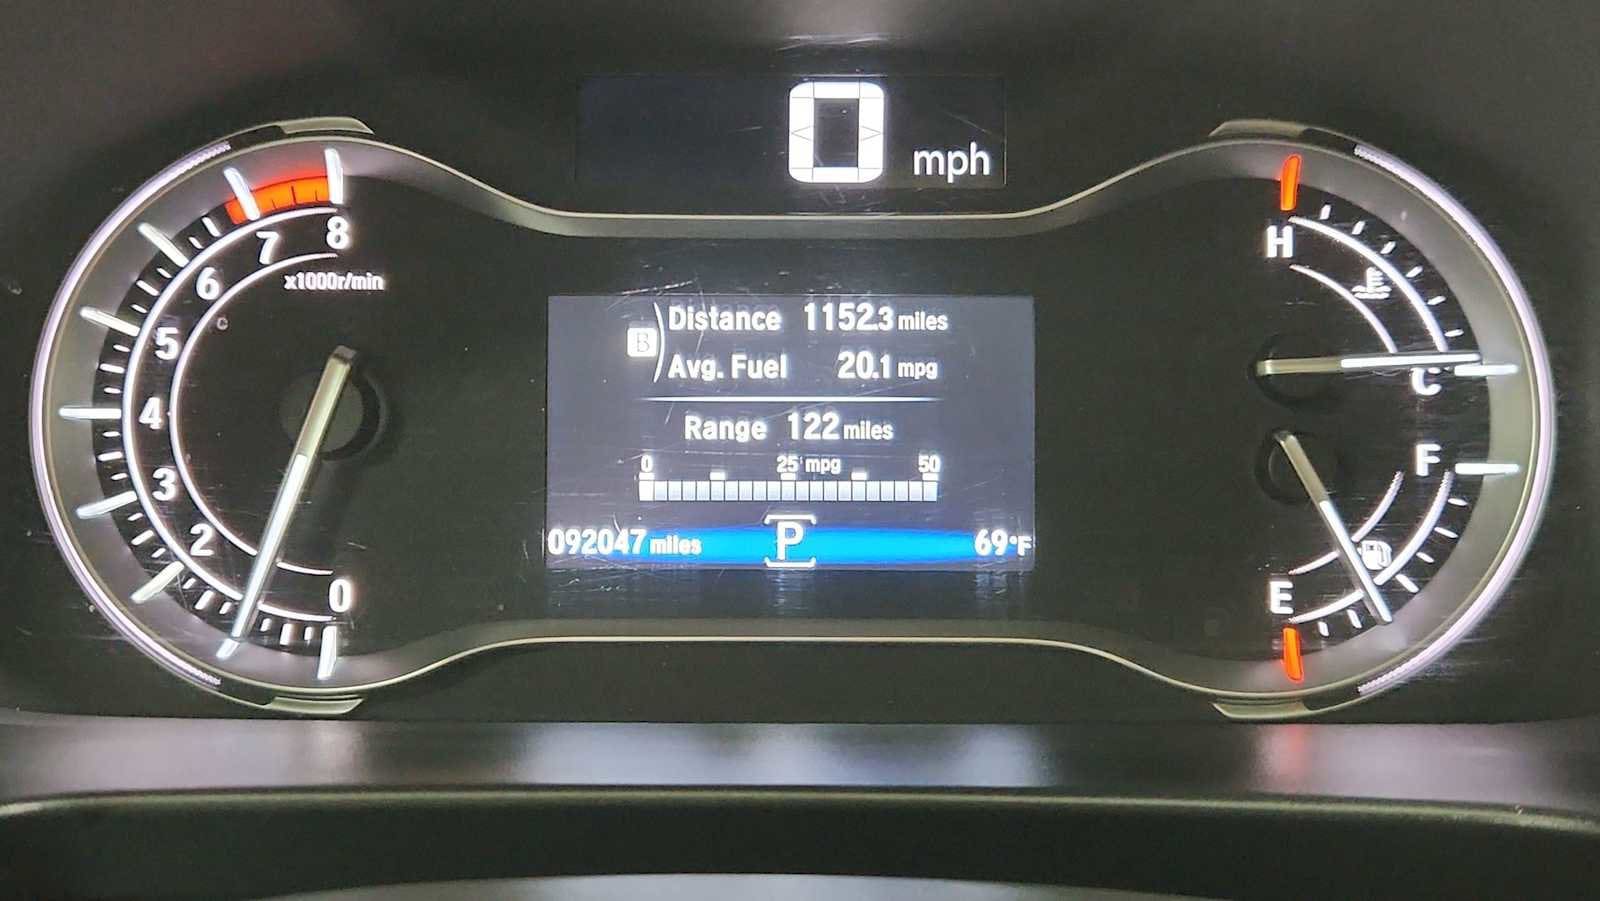 0 mph
8
7
6
x1000r/min
5
4
3
2
0
B
Distance 1152.3 miles
Avg. Fuel 20.1 mpg
Range 122 miles
0 25 mpg 50
092047 miles P 69°F
H
C
F
E